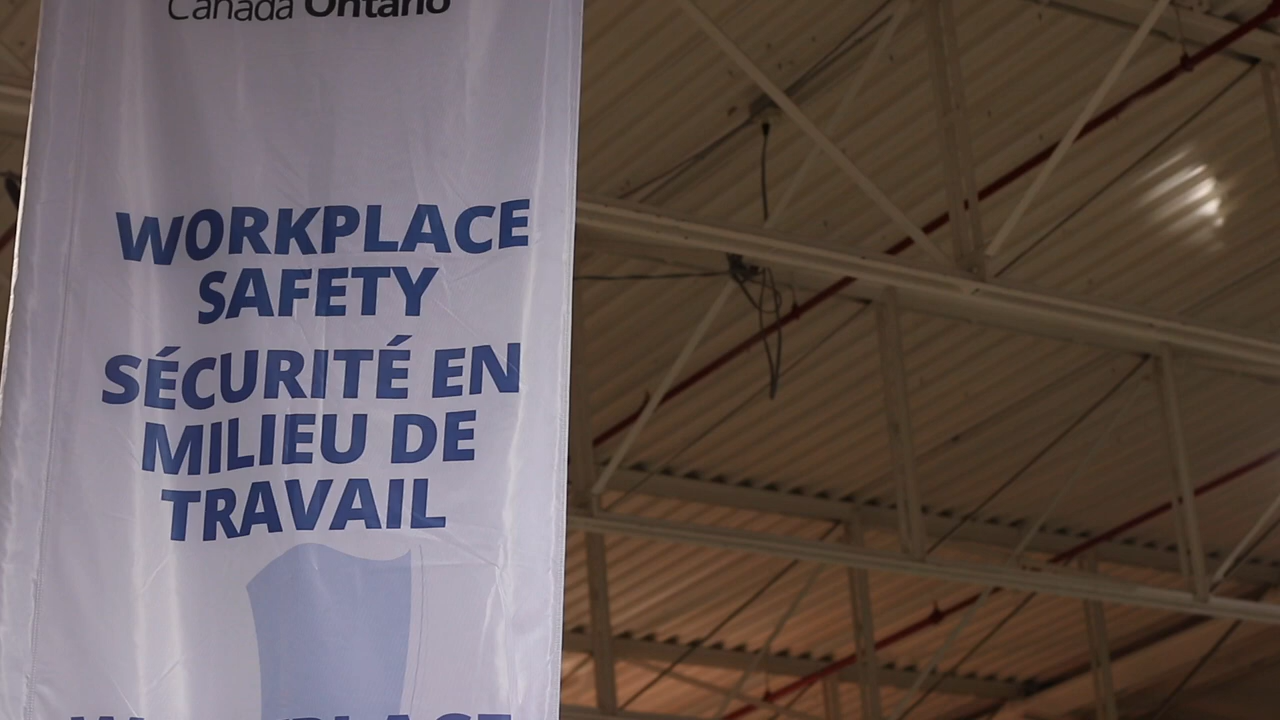 Canada Ontario
WORKPLACE
SAFETY
SÉCURITÉ EN
MILIEU DE
TRAVAIL